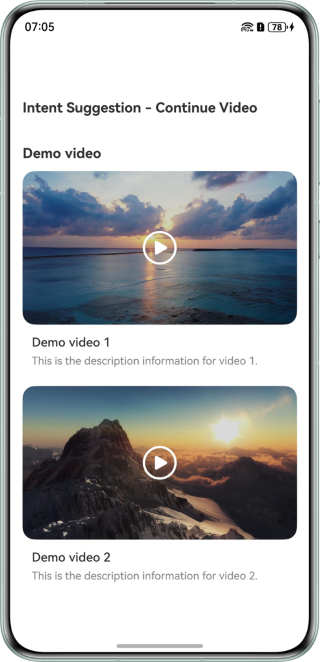 07:05
78
Intent Suggestion - Continue Video
Demo video
Demo video 1
This is the description information for video 1.
Demo video 2
This is the description information for video 2.